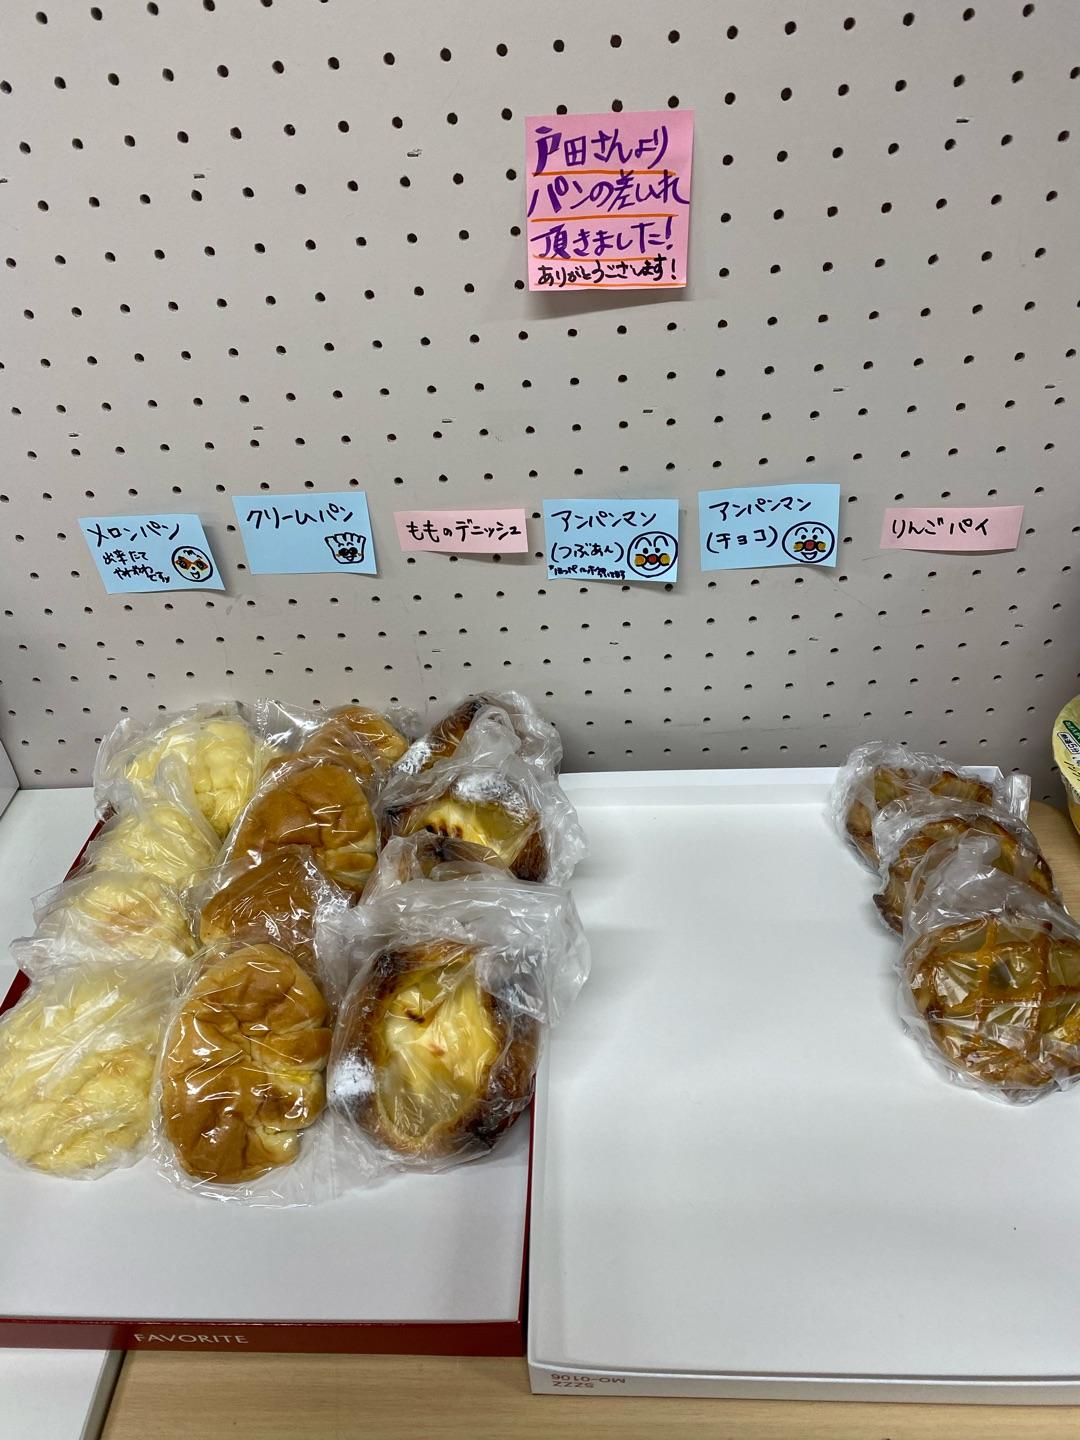 戸田さんより
パンの差し入れ
頂きました!
ありがとうございます!
メロンパン
クリームパン
もものデニッシュ
アンパンマン
(つぶあん)
アンパンマン
(チョコ)
りんごパイ
FAVORITE
SZZZ
MO-0106